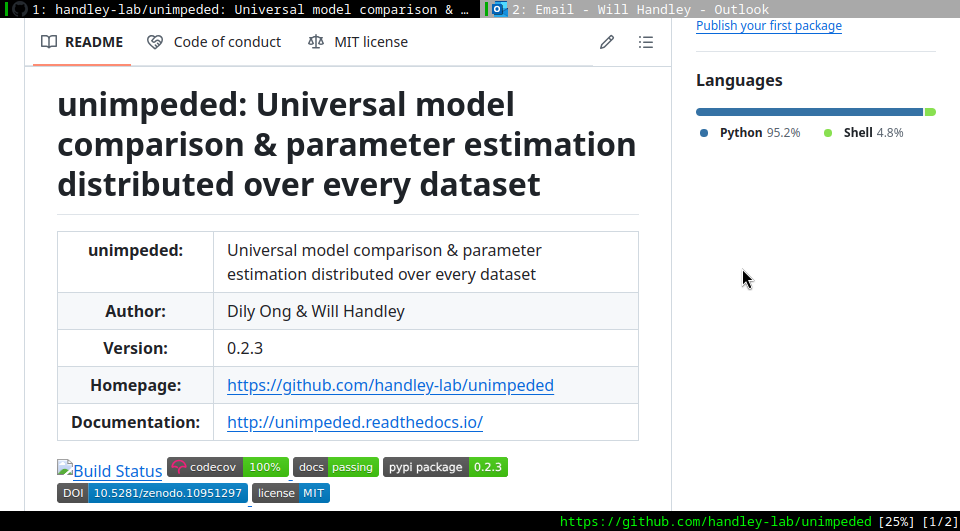 1: handley-lab/unimpeded: Universal model comparison & …
2: Email - Will Handley - Outlook
README
Code of conduct
MIT license
Publish your first package
Languages
Python 95.2%
Shell 4.8%
unimpeded: Universal model
comparison & parameter estimation
distributed over every dataset
unimpeded:
Universal model comparison & parameter
estimation distributed over every dataset
Author:
Dily Ong & Will Handley
Version:
0.2.3
Homepage:
https://github.com/handley-lab/unimpeded
Documentation:
http://unimpeded.readthedocs.io/
Build Status
codecov 100%
docs passing
pypi package 0.2.3
DOI 10.5281/zenodo.10951297
license MIT
https://github.com/handley-lab/unimpeded [25%] [1/2]